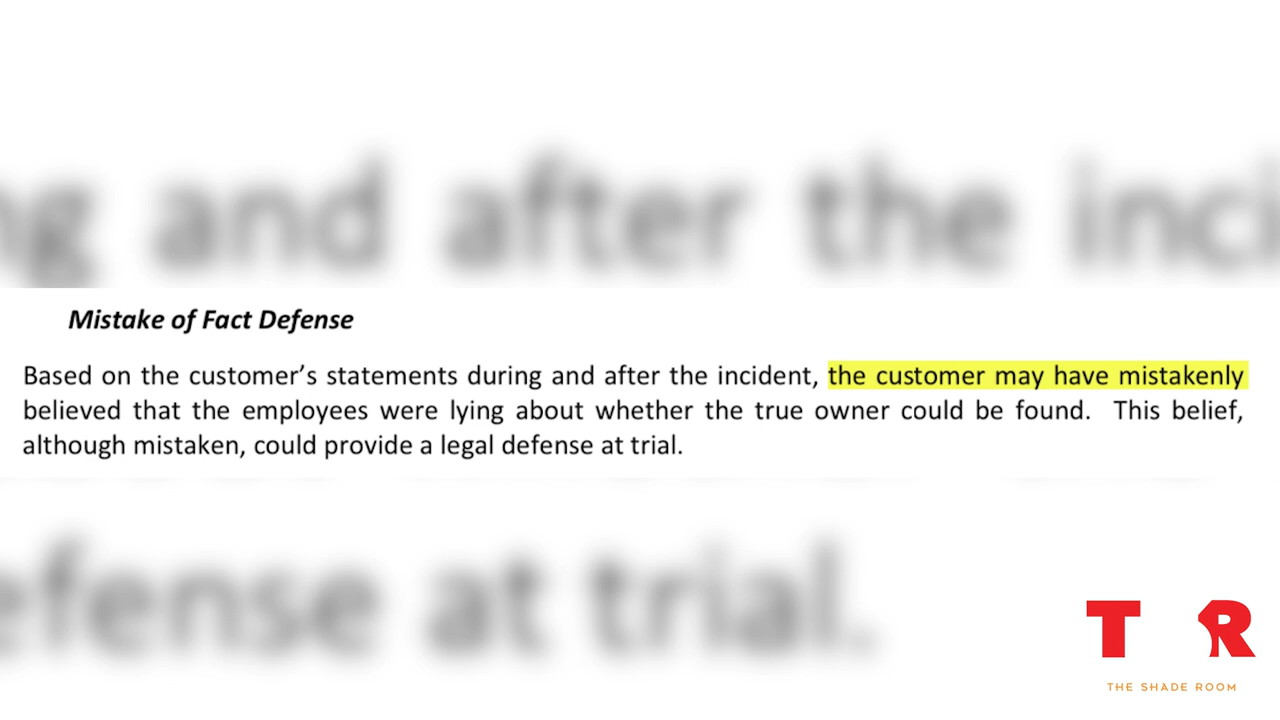 ng and after the inci
Mistake of Fact Defense
Based on the customer's statements during and after the incident, the customer may have mistakenly
believed that the employees were lying about whether the true owner could be found. This belief,
although mistaken, could provide a legal defense at trial.
efense at trial.
T R
THE SHADE ROOM